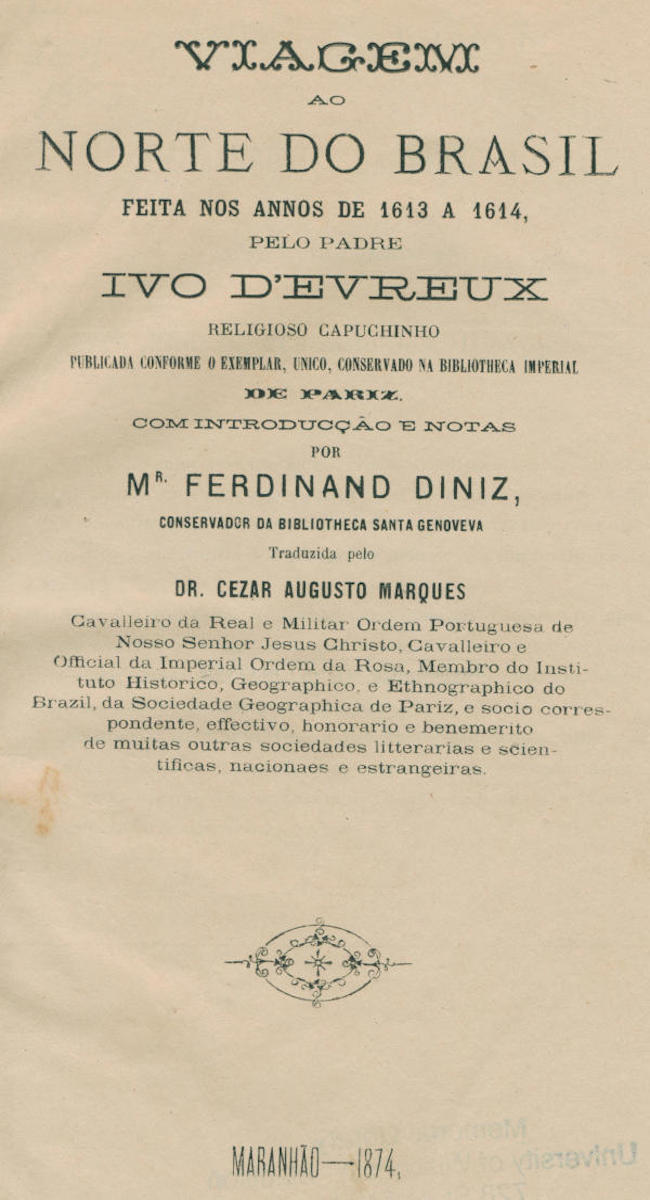 VIAGEM
AO
NORTE DO BRASIL
FEITA NOS ANNOS DE 1613 A 1614,
PELO PADRE
IVO D'EVREUX
RELIGIOSO CAPUCHINHO
PUBLICADA CONFORME O EXEMPLAR, UNICO, CONSERVADO NA BIBLIOTHECA IMPERIAL
DE PARIZ.
COM INTRODUCÇÃO E NOTAS
POR
MR. FERDINAND DINIZ,
CONSERVADOR DA BIBLIOTHECA SANTA GENOVEVA
Traduzida pelo
DR. CEZAR AUGUSTO MARQUES
Cavalleiro da Real e Militar Ordem Portuguesa de
Nosso Senhor Jesus Christo, Cavalleiro e
Official da Imperial Ordem da Rosa, Membro do Insti-
tuto Historico, Geographico, e Ethnographico do
Brazil, da Sociedade Geographica de Pariz, e socio corres-
pondente, effectivo, honorario e benemerito
de muitas outras sociedades litterarias e scien-
tificas, nacionaes e estrangeiras.
MARANHÃO—1874,
Memorial
University of